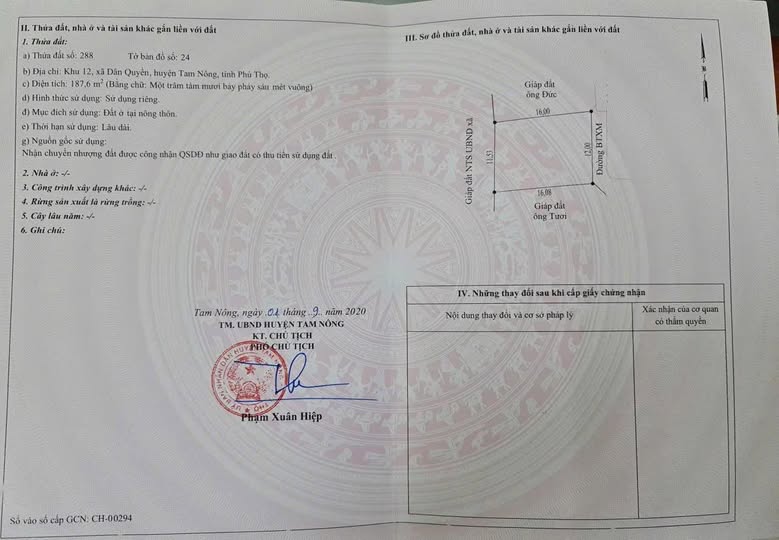 II. Thửa đất, nhà ở và tài sản khác gắn liền với đất
1. Thửa đất:
a) Thửa đất số: 288 Tờ bản đồ số: 24
b) Địa chỉ: Khu 12, xã Dân Quyền, huyện Tam Nông, tỉnh Phú Thọ.
c) Diện tích: 187,6 m² (Bằng chữ: Một trăm tám mươi bảy phảy sáu mét vuông)
d) Hình thức sử dụng: Sử dụng riêng.
đ) Mục đích sử dụng: Đất ở tại nông thôn.
e) Thời hạn sử dụng: Lâu dài.
g) Nguồn gốc sử dụng:
Nhận chuyển nhượng đất được công nhận QSDĐ như giao đất có thu tiền sử dụng đất .
2. Nhà ở: -/-
3. Công trình xây dựng khác: -/-
4. Rừng sản xuất là rừng trồng: -/-
5. Cây lâu năm: -/-
6. Ghi chú:
Tam Nông, ngày 01 tháng 9 năm 2020
TM. UBND HUYỆN TAM NÔNG
KT. CHỦ TỊCH
PHÓ CHỦ TỊCH
Phạm Xuân Hiệp
Số vào sổ cấp GCN: CH-00294
III. Sơ đồ thửa đất, nhà ở và tài sản khác gắn liền với đất
Giáp đất
ông Đức
16,00
Giáp đất NTS UBND xã
11,53
12,00
Đường BTXM
16,08
Giáp đất
ông Tươi
IV. Những thay đổi sau khi cấp giấy chứng nhận
Nội dung thay đổi và cơ sở pháp lý
Xác nhận của cơ quan
có thẩm quyền